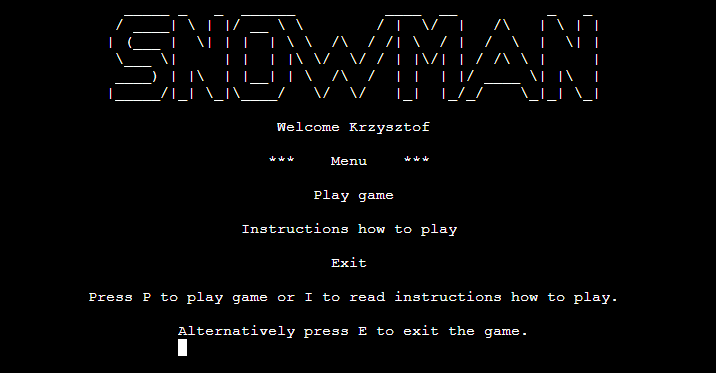 SNOWMAN
Welcome Krzysztof
*** Menu ***
Play game
Instructions how to play
Exit
Press P to play game or I to read instructions how to play.
Alternatively press E to exit the game.